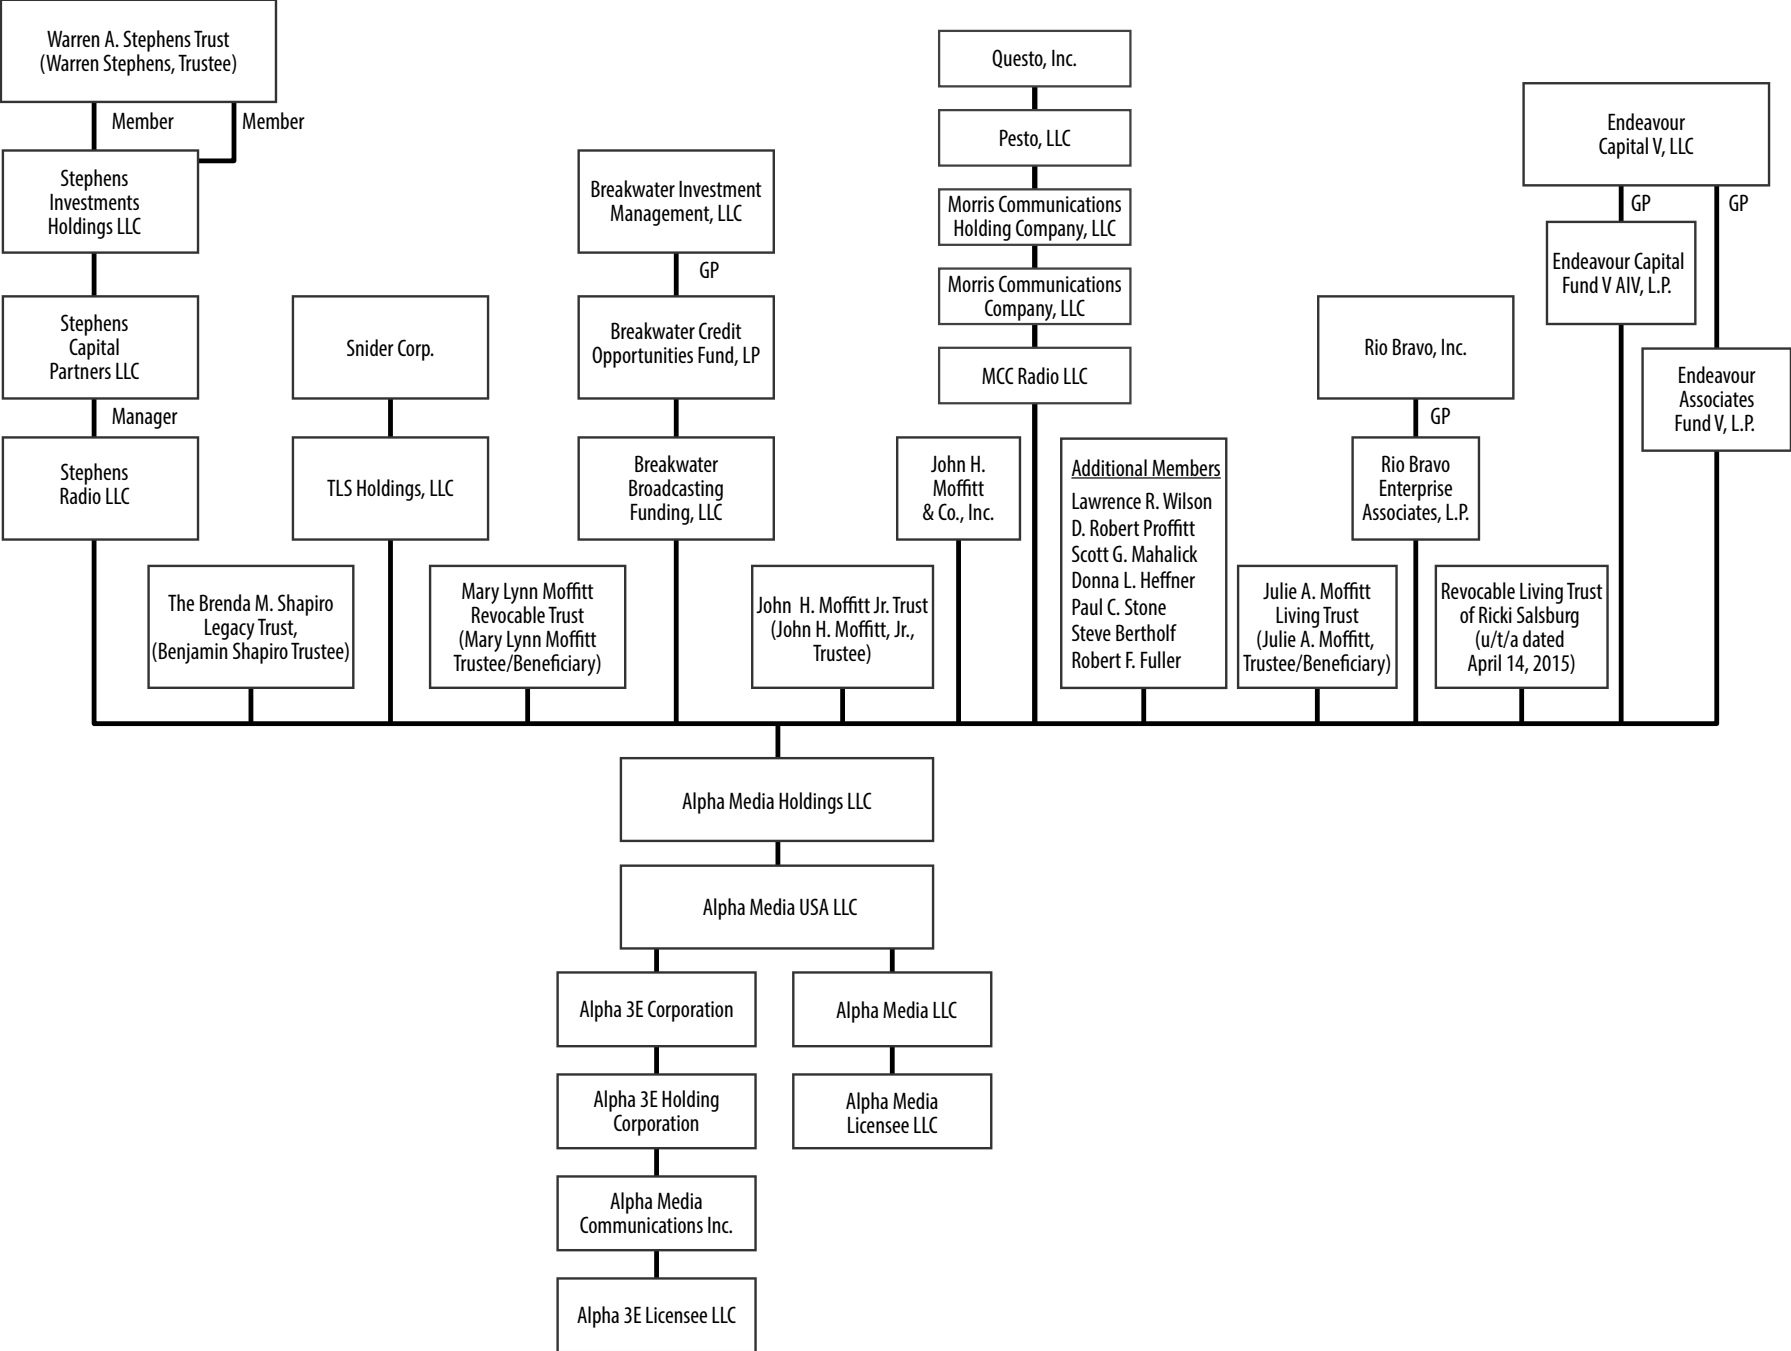 Warren A. Stephens Trust
(Warren Stephens, Trustee)
Member
Member
Stephens
Investments
Holdings LLC
Stephens
Capital
Partners LLC
Manager
Stephens
Radio LLC
The Brenda M. Shapiro
Legacy Trust,
(Benjamin Shapiro Trustee)
Snider Corp.
TLS Holdings, LLC
Mary Lynn Moffitt
Revocable Trust
(Mary Lynn Moffitt
Trustee/Beneficiary)
Breakwater Investment
Management, LLC
GP
Breakwater Credit
Opportunities Fund, LP
Breakwater
Broadcasting
Funding, LLC
John H. Moffitt Jr. Trust
(John H. Moffitt, Jr.,
Trustee)
John H.
Moffitt
& Co., Inc.
Questo, Inc.
Pesto, LLC
Morris Communications
Holding Company, LLC
Morris Communications
Company, LLC
MCC Radio LLC
Additional Members
Lawrence R. Wilson
D. Robert Proffitt
Scott G. Mahalick
Donna L. Heffner
Paul C. Stone
Steve Bertholf
Robert F. Fuller
Julie A. Moffitt
Living Trust
(Julie A. Moffitt,
Trustee/Beneficiary)
Rio Bravo, Inc.
GP
Rio Bravo
Enterprise
Associates, L.P.
Revocable Living Trust
of Ricki Salsburg
(u/t/a dated
April 14, 2015)
Endeavour
Capital V, LLC
GP
GP
Endeavour Capital
Fund V AIV, L.P.
Endeavour
Associates
Fund V, L.P.
Alpha Media Holdings LLC
Alpha Media USA LLC
Alpha 3E Corporation
Alpha Media LLC
Alpha 3E Holding
Corporation
Alpha Media
Licensee LLC
Alpha Media
Communications Inc.
Alpha 3E Licensee LLC